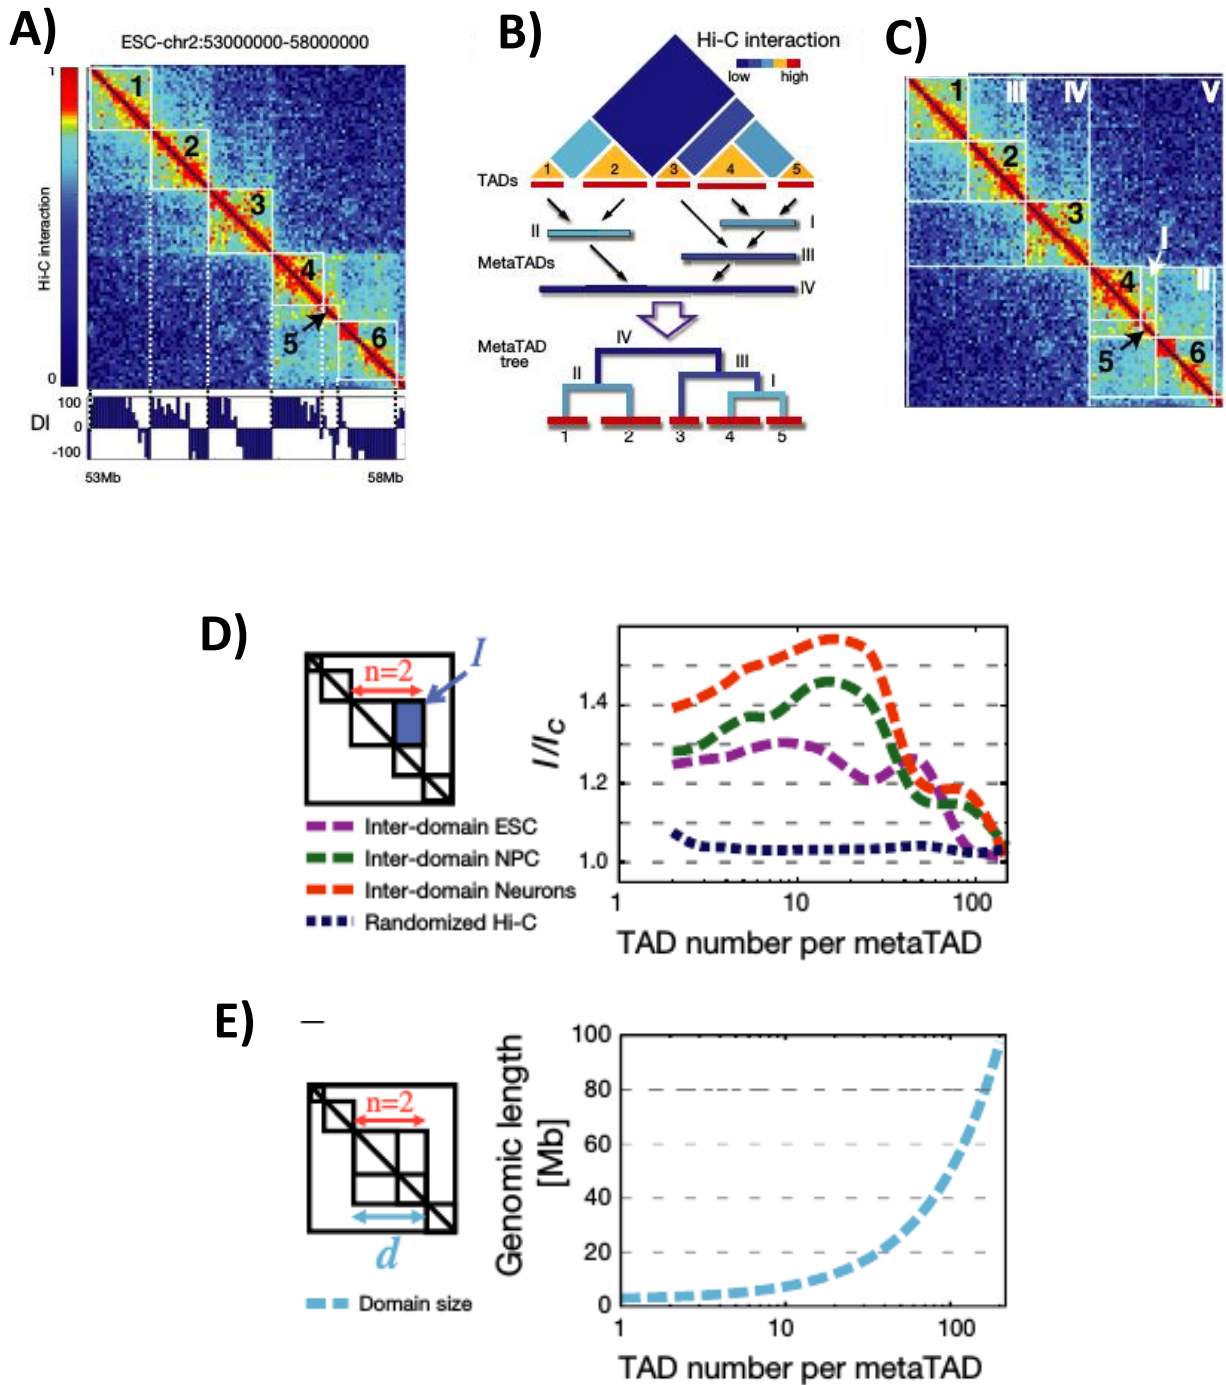 A)
ESC-chr2:53000000-58000000
1
Hi-C interaction
0
1
2
3
4
5
6
DI
100
0
-100
53Mb
58Mb
B)
Hi-C interaction
low
high
1
2
3
4
5
TADs
I
II
III
MetaTADs
IV
MetaTAD
tree
IV
III
II
I
1
2
3
4
5
C)
1
III
IV
V
2
3
I
4
II
5
6
D)
I
n=2
Inter-domain ESC
Inter-domain NPC
Inter-domain Neurons
Randomized Hi-C
I/IC
1.4
1.2
1.0
1
10
100
TAD number per metaTAD
E)
n=2
d
Domain size
Genomic length
[Mb]
100
80
60
40
20
0
1
10
100
TAD number per metaTAD